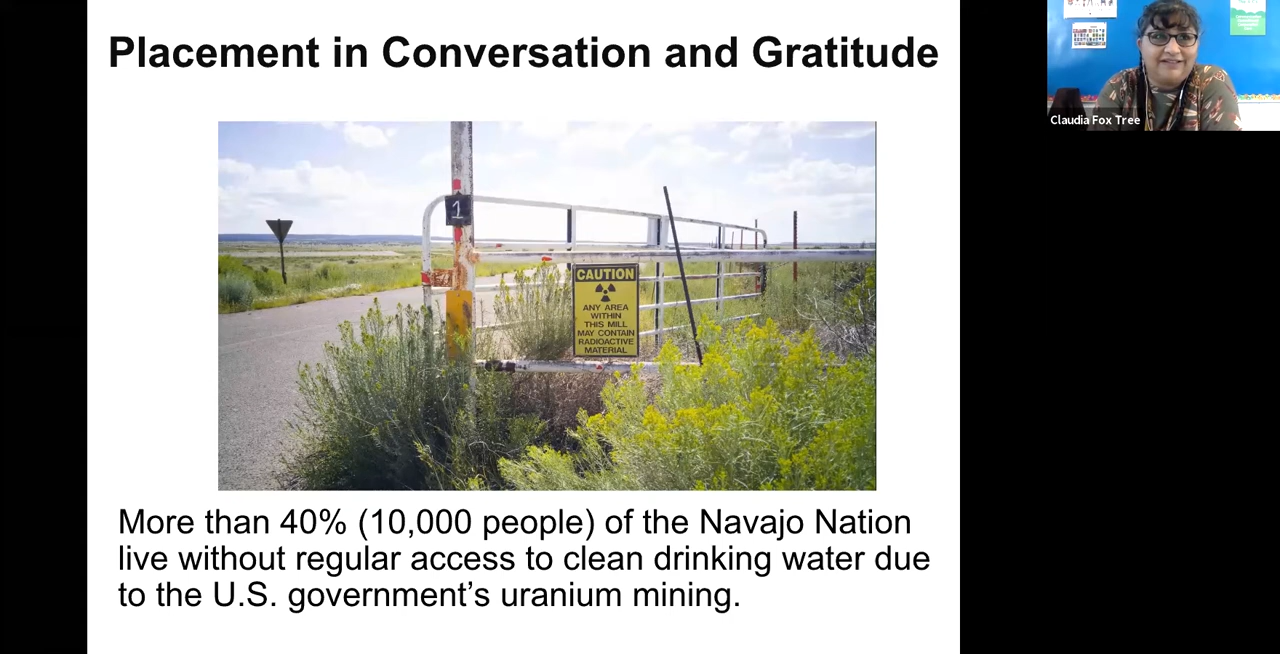 Placement in Conversation and Gratitude
Claudia Fox Tree
1
CAUTION
ANY AREA
WITHIN
THIS MILL
MAY CONTAIN
RADIOACTIVE
MATERIAL
More than 40% (10,000 people) of the Navajo Nation
live without regular access to clean drinking water due
to the U.S. government’s uranium mining.